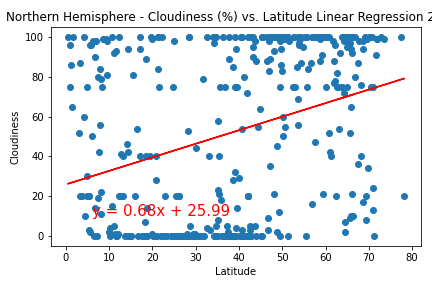 Northern Hemisphere - Cloudiness (%) vs. Latitude Linear Regression 2
100
80
60
40
20
0
Cloudiness
y = 0.68x + 25.99
0 10 20 30 40 50 60 70 80
Latitude